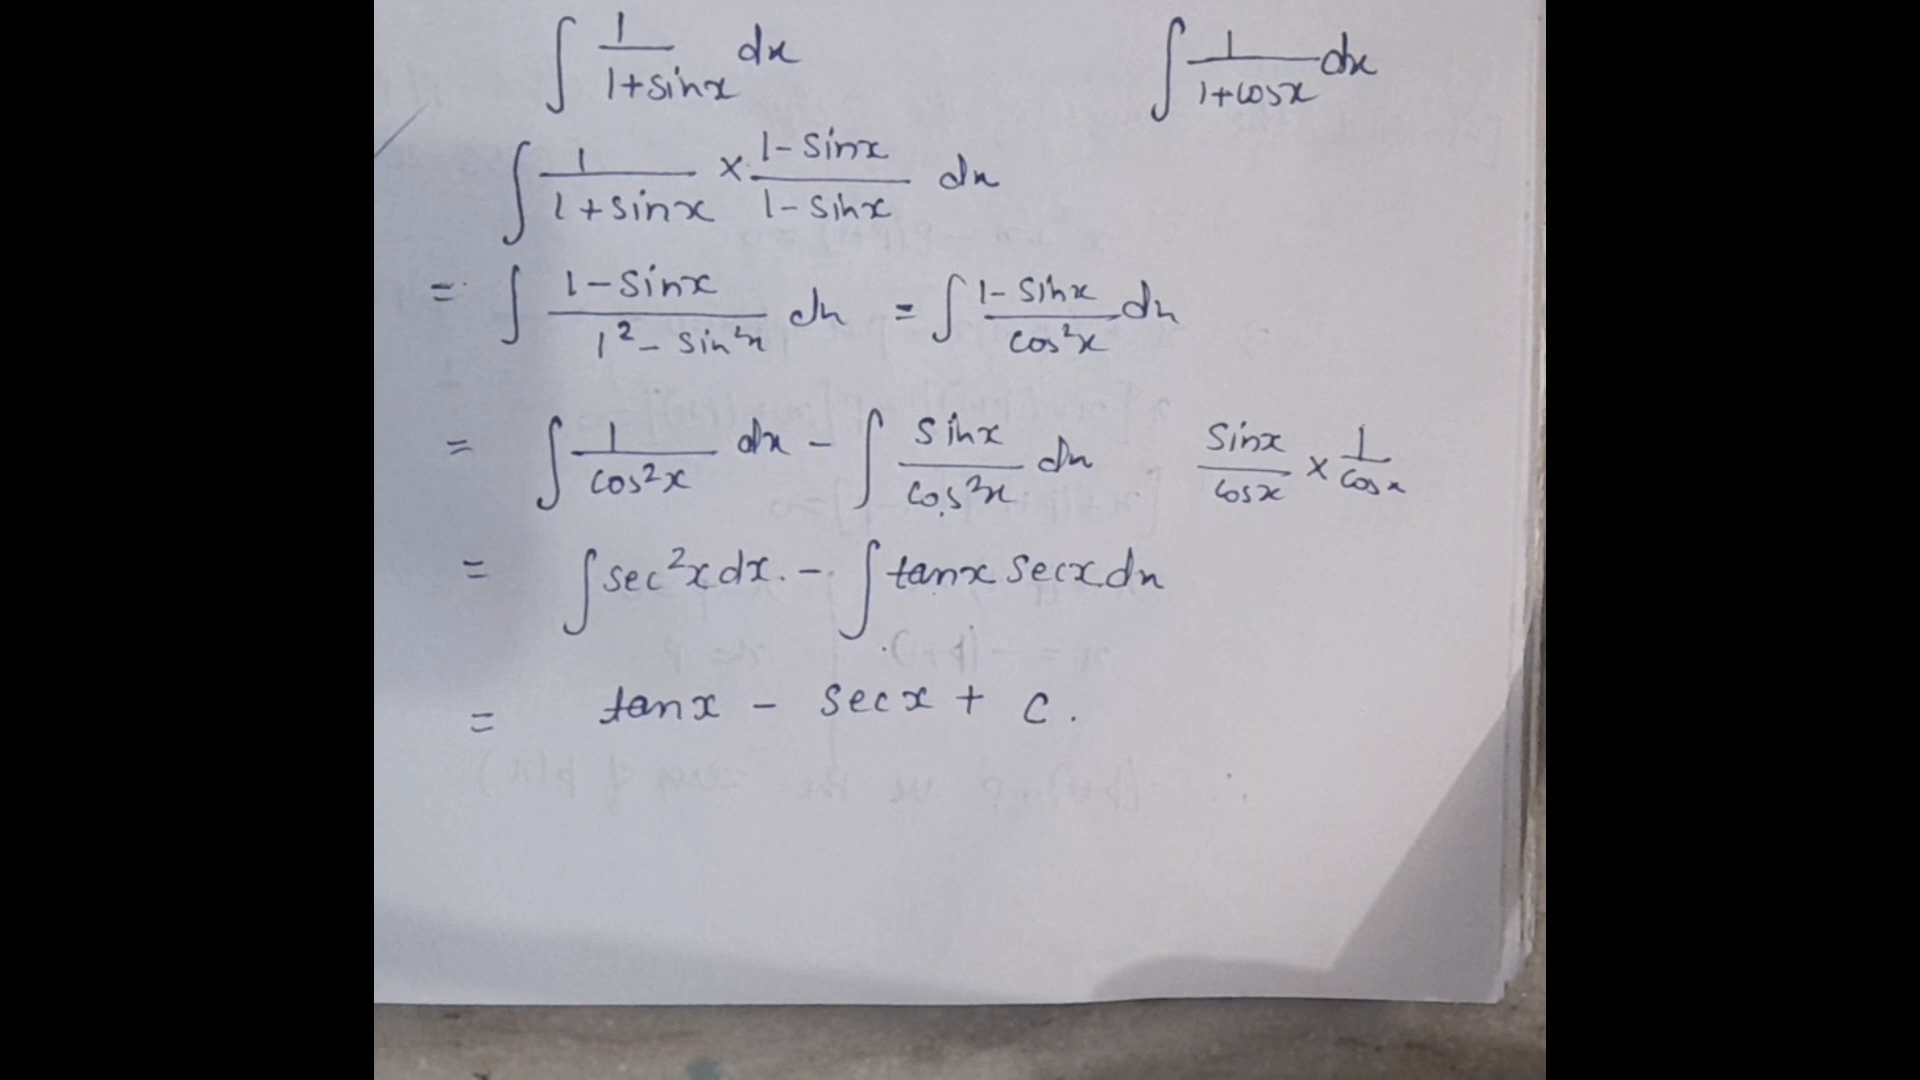 ∫ 1/(1+sinx) dx    ∫ 1/(1+cosx) dx
∫ 1/(1+sinx) × (1-sinx)/(1-sinx) dx
= ∫ (1-sinx)/(1²-sin²x) dx = ∫ (1-sinx)/cos²x dx
= ∫ 1/cos²x dx - ∫ sinx/cos²x dx    sinx/cosx × 1/cosx
= ∫ sec²x dx. - ∫ tanx secx dx
= tanx - secx + c.